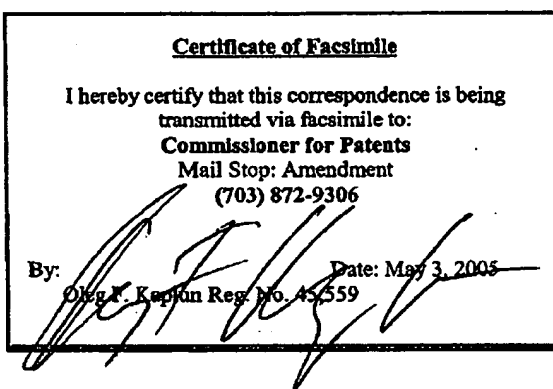 Certificate of Facsimile
I hereby certify that this correspondence is being
transmitted via facsimile to:
Commissioner for Patents
Mail Stop: Amendment
(703) 872-9306
By: Date: May 3, 2005
Oleg F. Kaplun Reg. No. 45,559